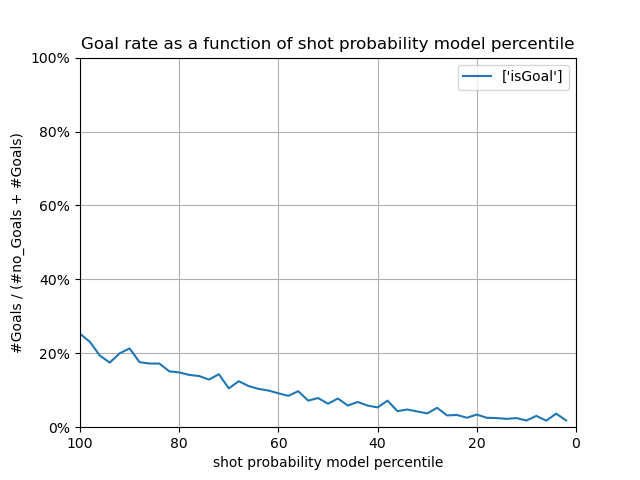 Goal rate as a function of shot probability model percentile
100%
80%
60%
40%
20%
0%
#Goals / (#no_Goals + #Goals)
['isGoal']
100 80 60 40 20 0
shot probability model percentile